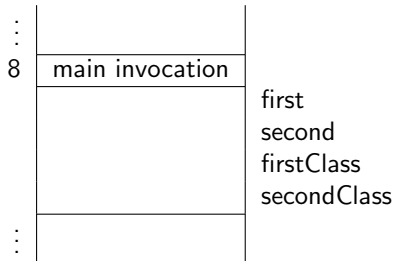 ⋮
8 main invocation
first
second
firstClass
secondClass
⋮